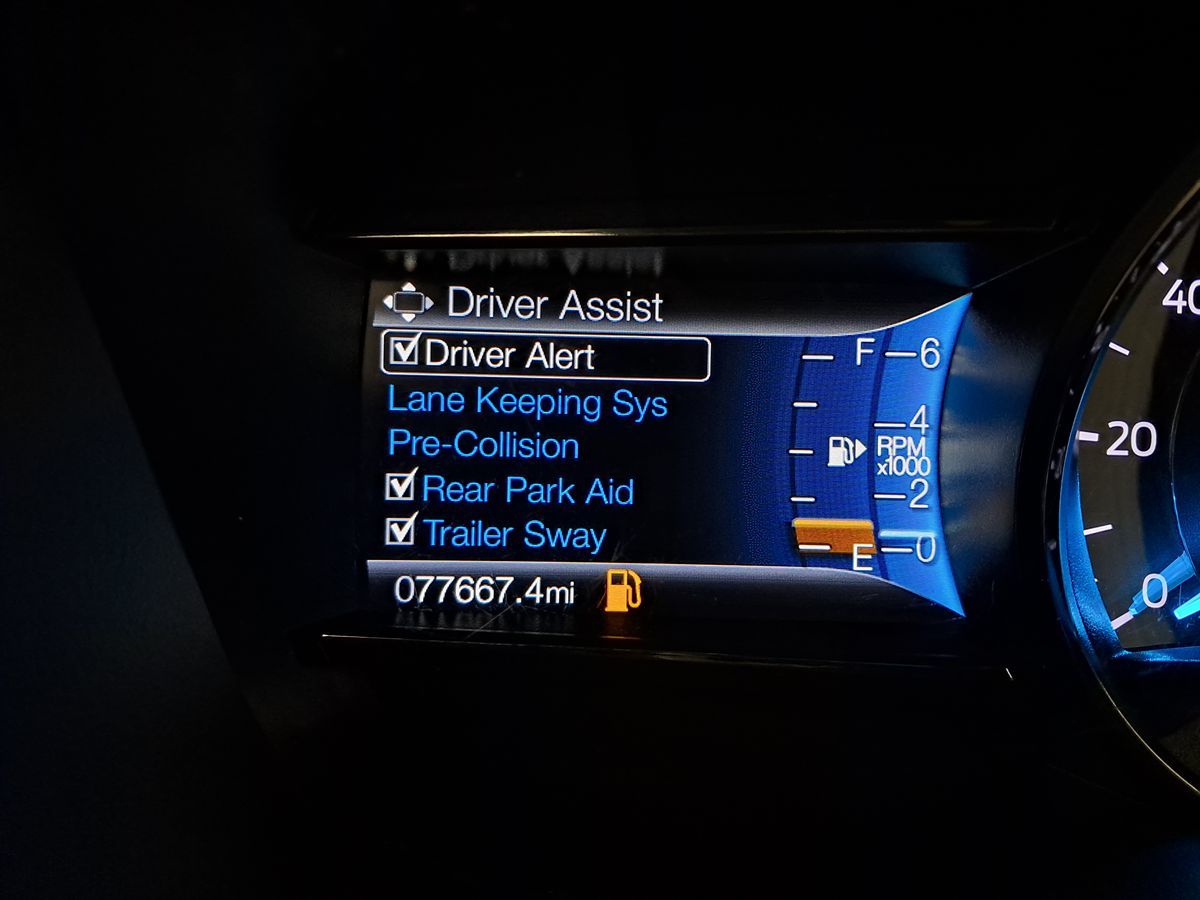 Driver Assist
Driver Alert
Lane Keeping Sys
Pre-Collision
Rear Park Aid
Trailer Sway
077667.4mi
F 6
4
RPM
x1000
2
E 0
40
20
0